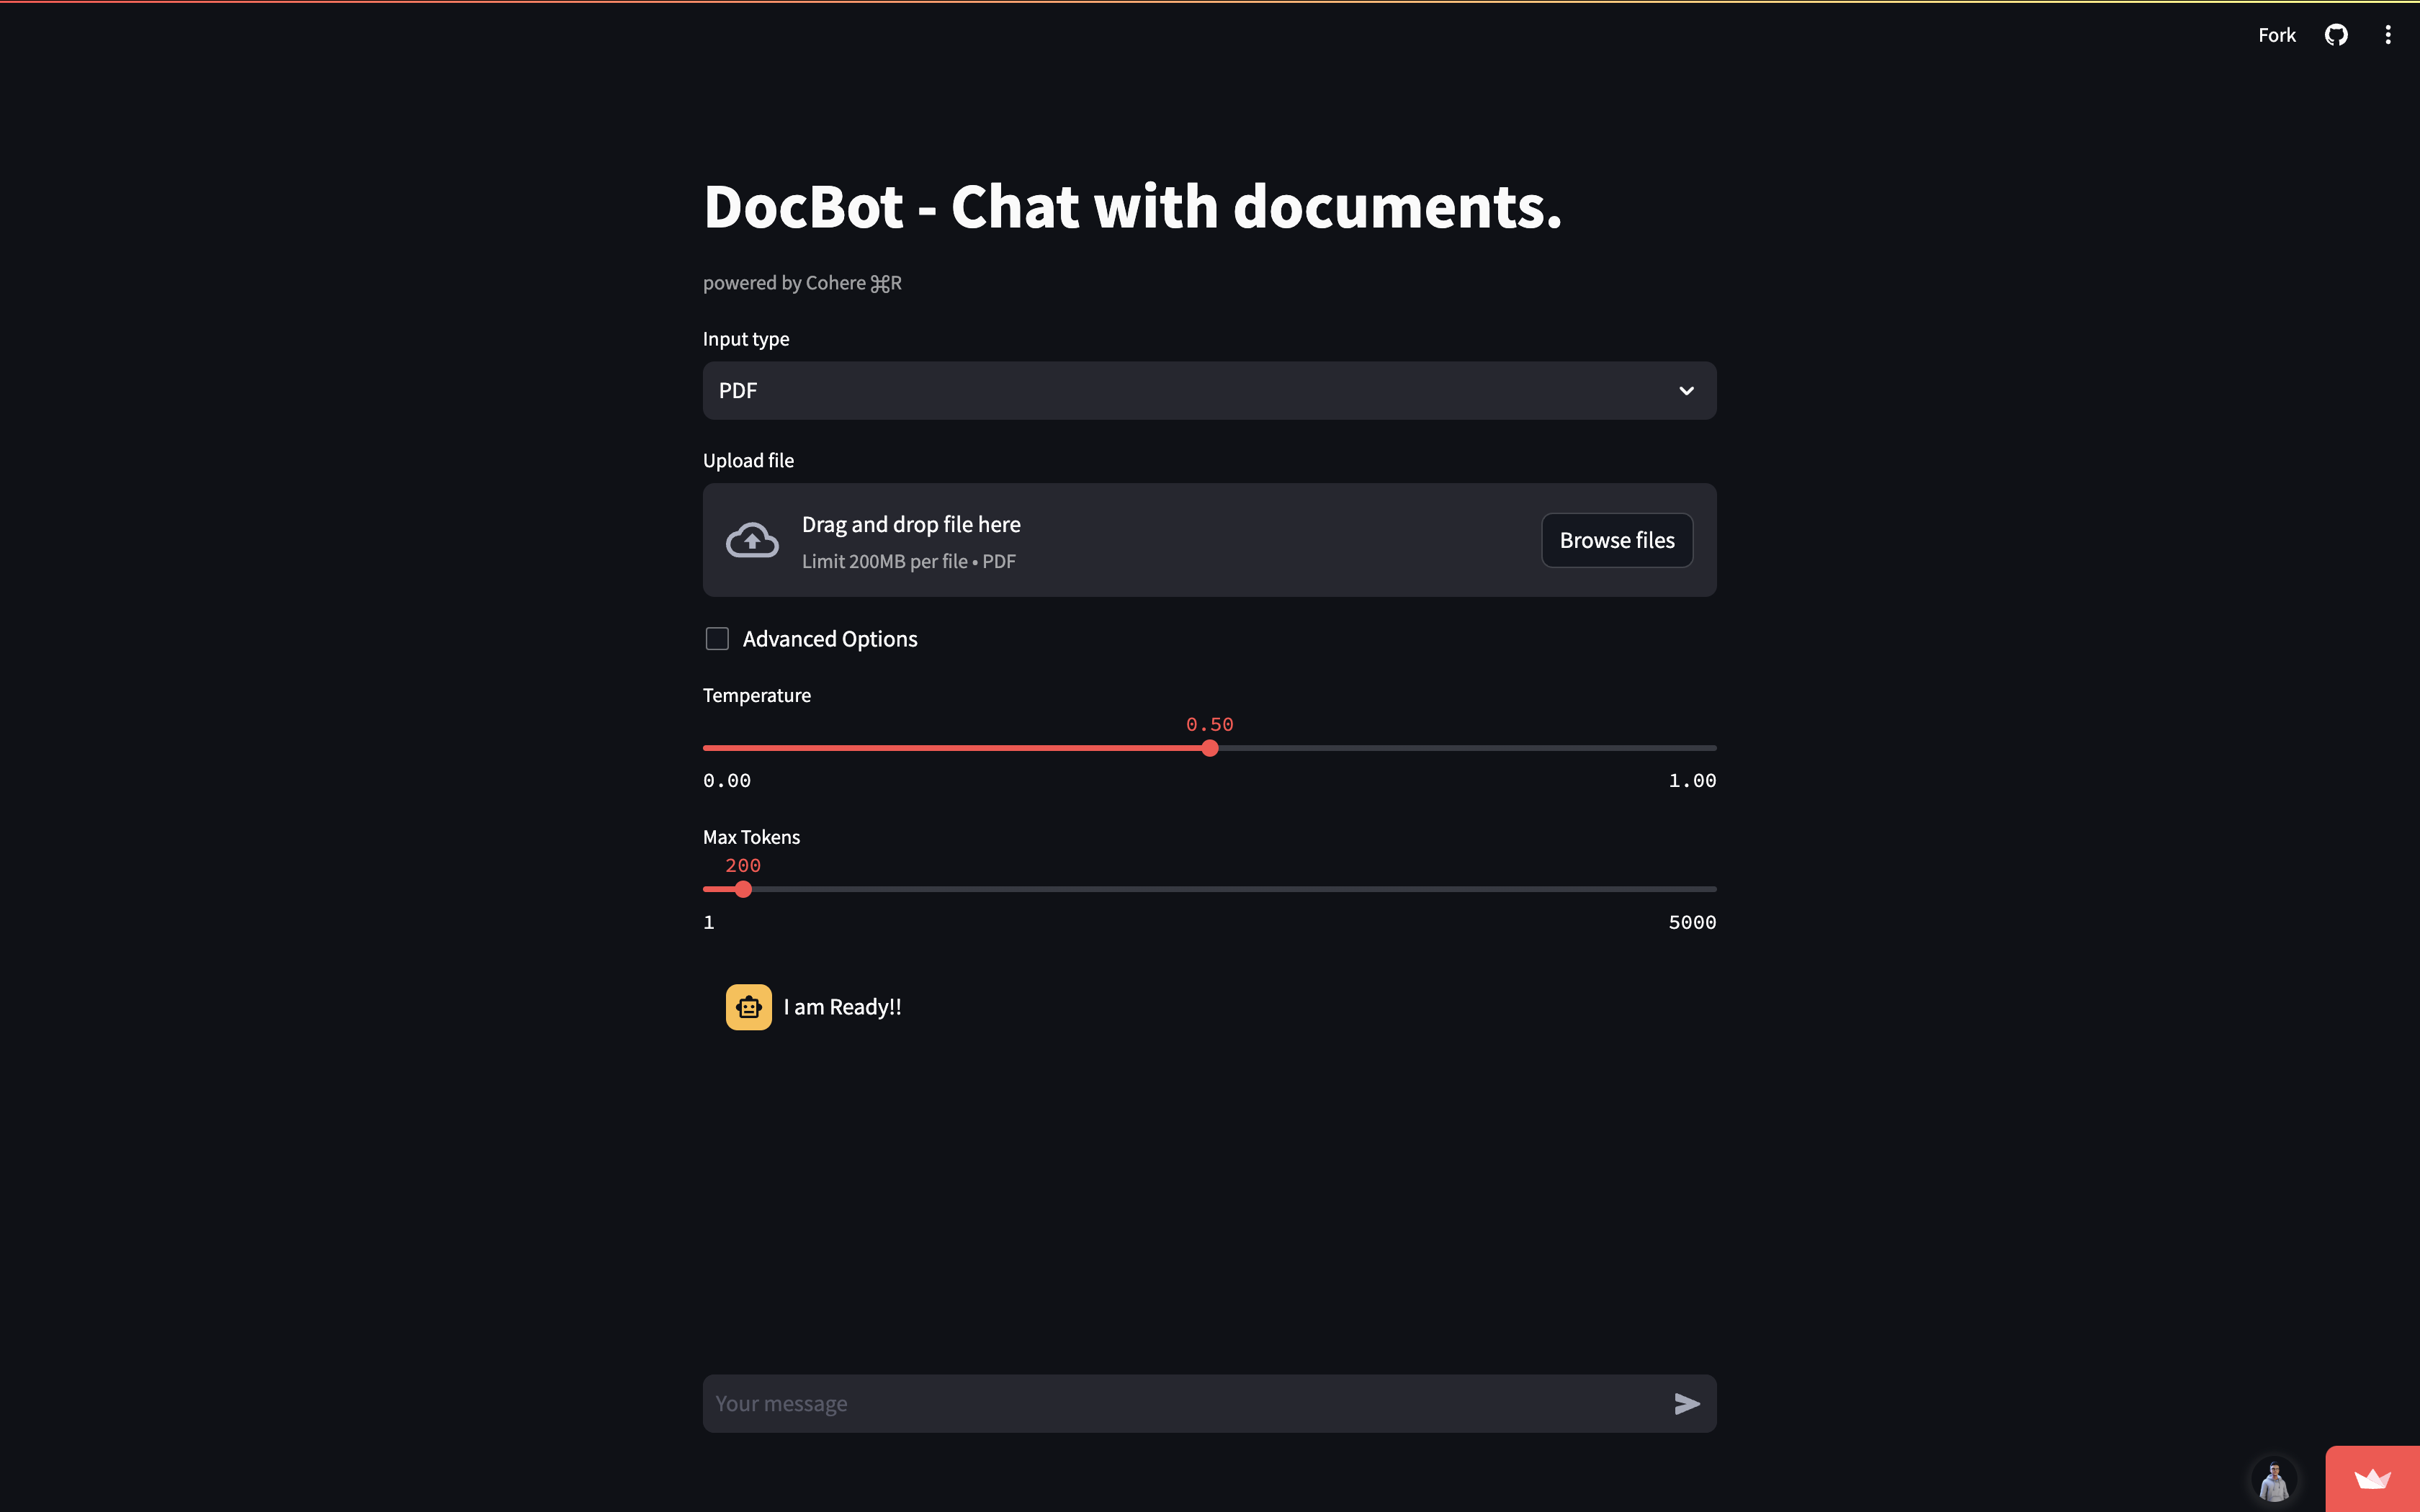 Fork
DocBot - Chat with documents.
powered by Cohere ⌘R
Input type
PDF
Upload file
Drag and drop file here
Limit 200MB per file • PDF
Browse files
Advanced Options
Temperature
0.50
0.00 1.00
Max Tokens
200
1 5000
I am Ready!!
Your message